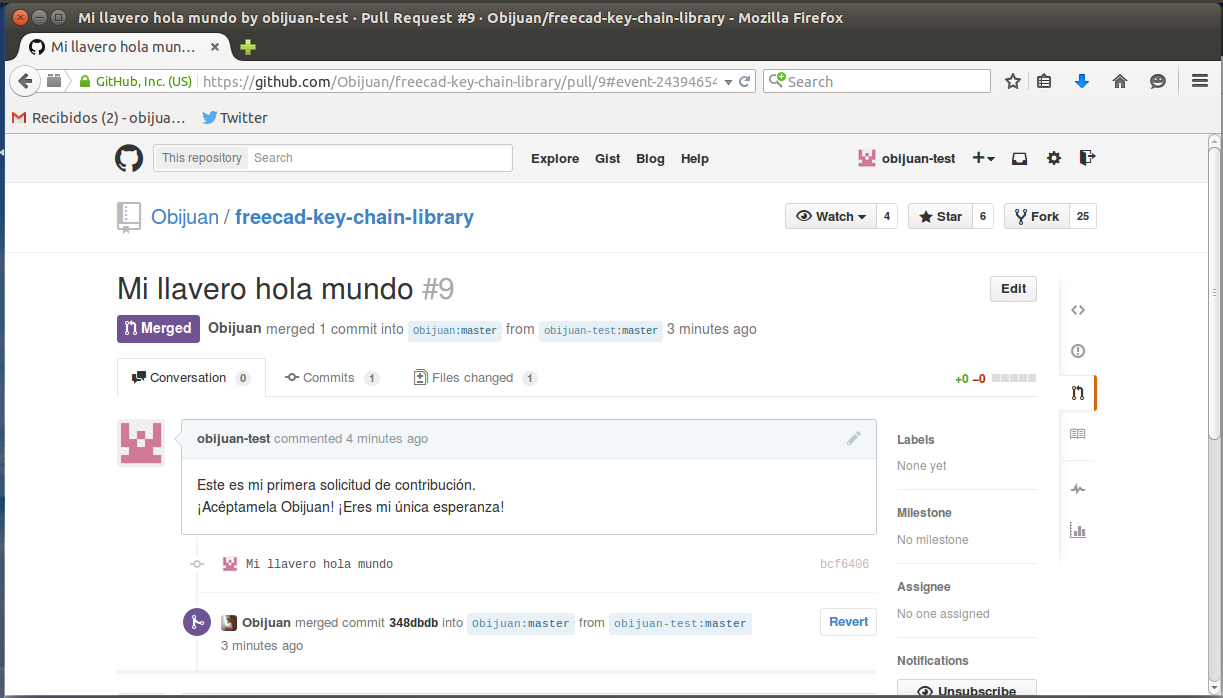 Mi llavero hola mundo by obijuan-test · Pull Request #9 · Obijuan/freecad-key-chain-library - Mozilla Firefox
Mi llavero hola mun...
GitHub, Inc. (US) https://github.com/Obijuan/freecad-key-chain-library/pull/9#event-24394654 Search
Recibidos (2) - obijua... Twitter
This repository Search Explore Gist Blog Help obijuan-test
Obijuan / freecad-key-chain-library Watch 4 Star 6 Fork 25
Mi llavero hola mundo #9 Edit
Merged Obijuan merged 1 commit into Obijuan:master from obijuan-test:master 3 minutes ago
Conversation 0 Commits 1 Files changed 1 +0 −0
obijuan-test commented 4 minutes ago
Este es mi primera solicitud de contribución.
¡Acéptamela Obijuan! ¡Eres mi única esperanza!
Mi llavero hola mundo bcf6406
Obijuan merged commit 348dbdb into Obijuan:master from obijuan-test:master Revert
3 minutes ago
Labels
None yet
Milestone
No milestone
Assignee
No one assigned
Notifications
Unsubscribe